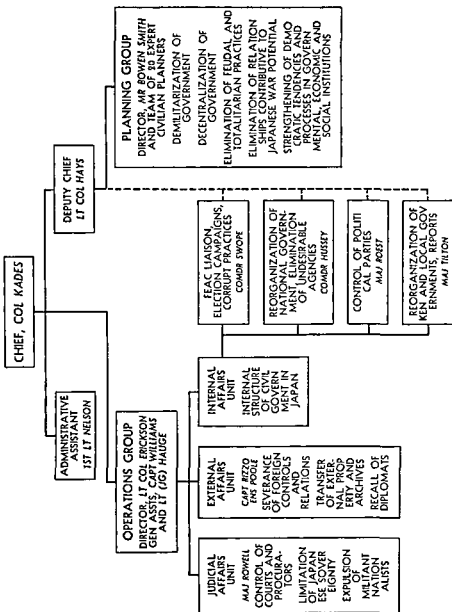 CHIEF, COL KADES
ADMINISTRATIVE
ASSISTANT
1ST LT NELSON
DEPUTY CHIEF
LT COL HAYS
OPERATIONS GROUP
DIRECTOR, LT COL ERICKSON
GEN ASSTS, CAPT WILLIAMS
AND LT (JG) HAUGE
PLANNING GROUP
DIRECTOR, MR BOWEN SMITH
AND TEAM OF 10 EXPERT
CIVILIAN PLANNERS
DEMILITARIZATION OF
GOVERNMENT
DECENTRALIZATION OF
GOVERNMENT
ELIMINATION OF FEUDAL AND
TOTALITARIAN PRACTICES
ELIMINATION OF RELATION
SHIPS CONTRIBUTIVE TO
JAPANESE WAR POTENTIAL
STRENGTHENING OF DEMO
CRATIC TENDENCIES AND
PROCESSES IN GOVERN
MENTAL, ECONOMIC AND
SOCIAL INSTITUTIONS
JUDICIAL AFFAIRS
UNIT
MAJ ROWELL
CONTROL OF
COURTS AND
PROCURA-
TORS
LIMITATION
OF JAPAN
ESE SOVER
EIGNTY
EXPULSION
OF
MILITANT
NATION
ALISTS
EXTERNAL
AFFAIRS
UNIT
CAPT RIZZO
ENS POOLE
SEVERANCE
OF FOREIGN
CONTROLS
AND
RELATIONS
TRANSFER
OF EXTER-
NAL PROP
ERTY AND
ARCHIVES
RECALL OF
DIPLOMATS
INTERNAL
AFFAIRS
UNIT
INTERNAL
STRUCTURE
OF CIVIL
GOVERN
MENT IN
JAPAN
FEAC LIAISON,
ELECTION CAMPAIGNS,
CORRUPT PRACTICES
COMDR SWOPE
REORGANIZATION OF
NATIONAL GOVERN-
MENT, ELIMINATION
OF UNDESIRABLE
AGENCIES
COMDR HUSSEY
CONTROL OF POLITI
CAL PARTIES
MAJ ROEST
REORGANIZATION OF
KEN AND LOCAL GOV
ERNMENTS, REPORTS
MAJ TILTON